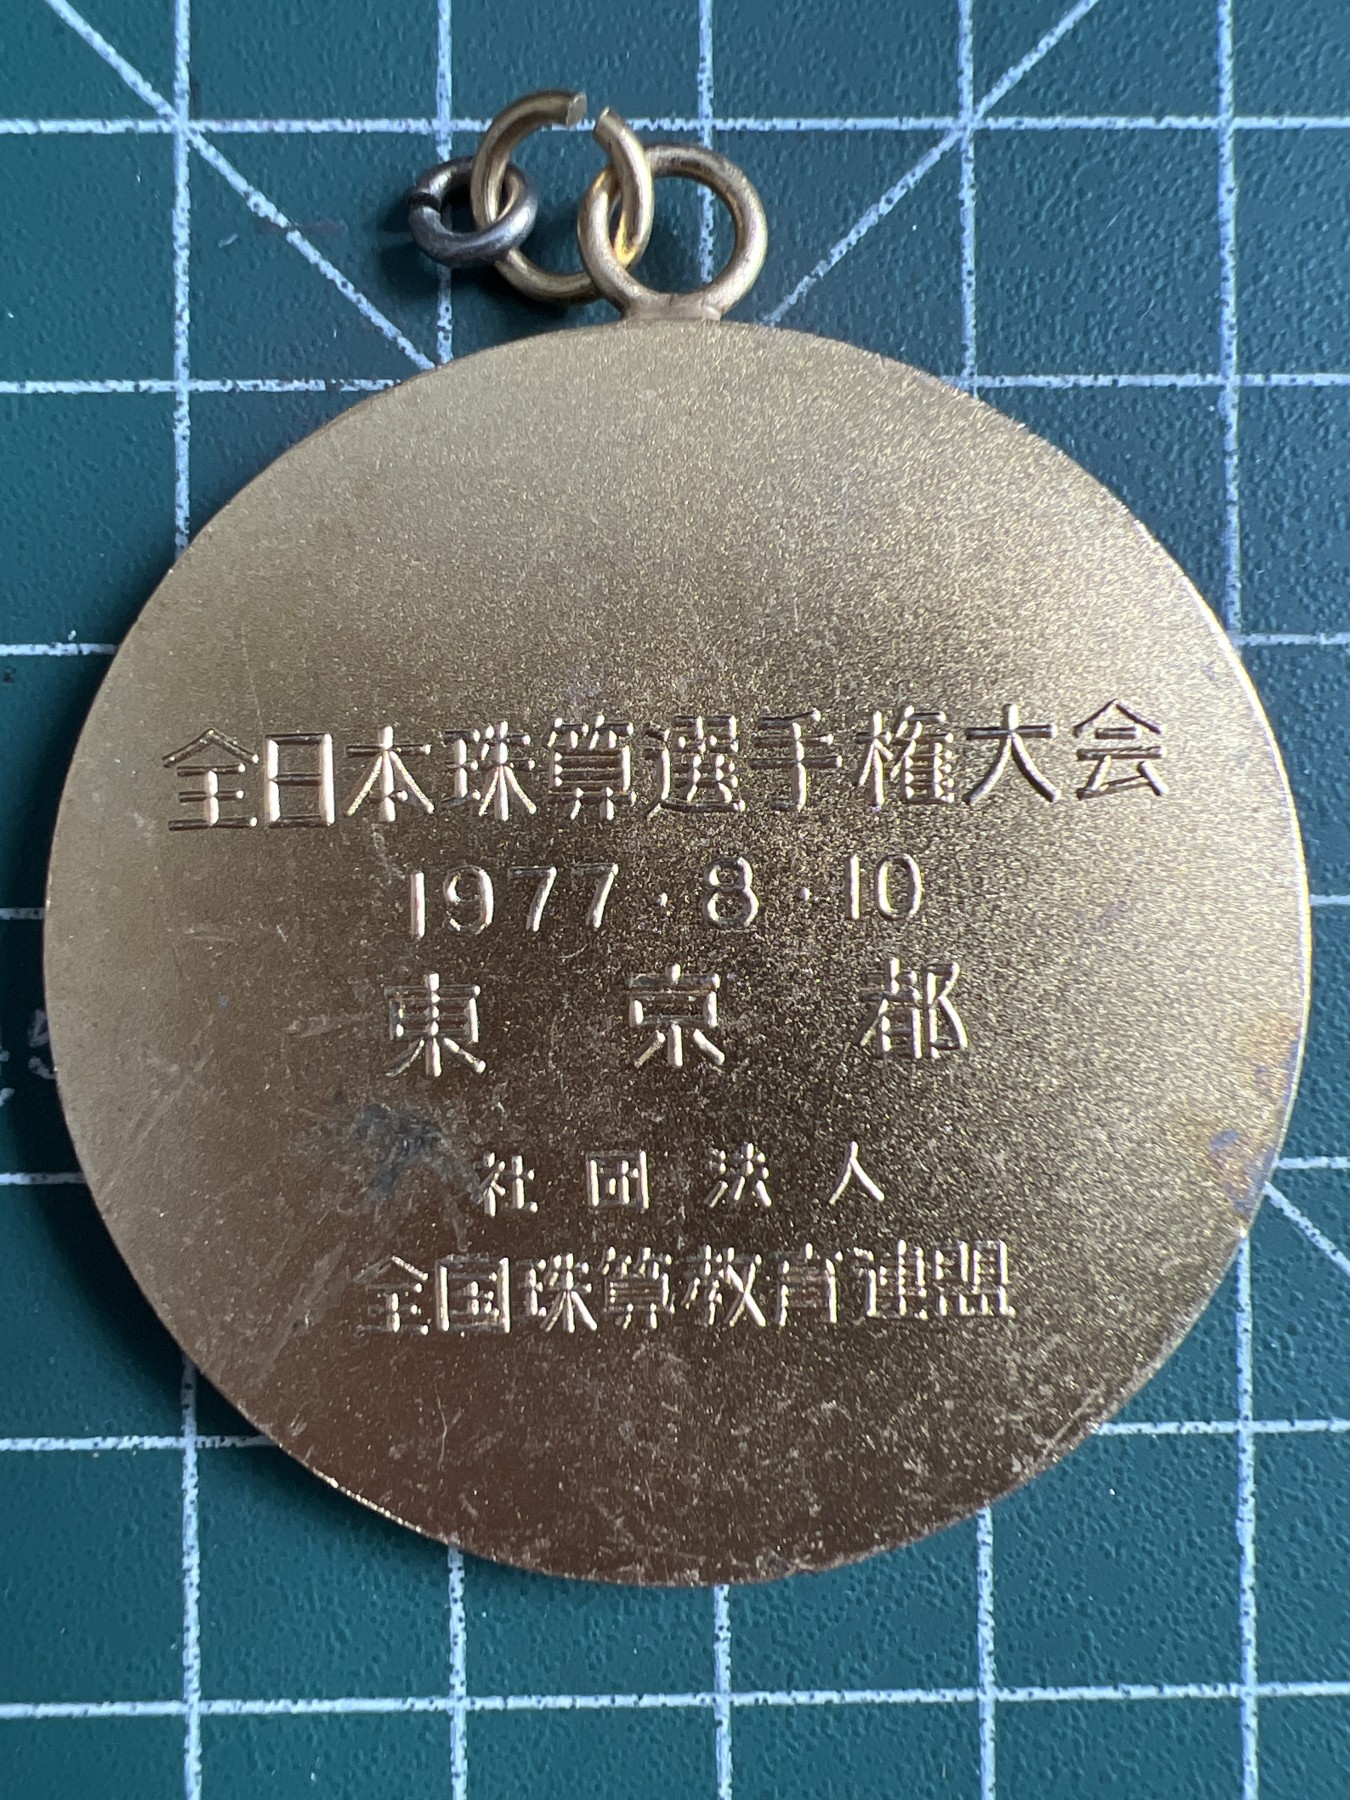 全日本珠算選手権大会
1977・8・10
東京都
社団法人
全国珠算教育連盟